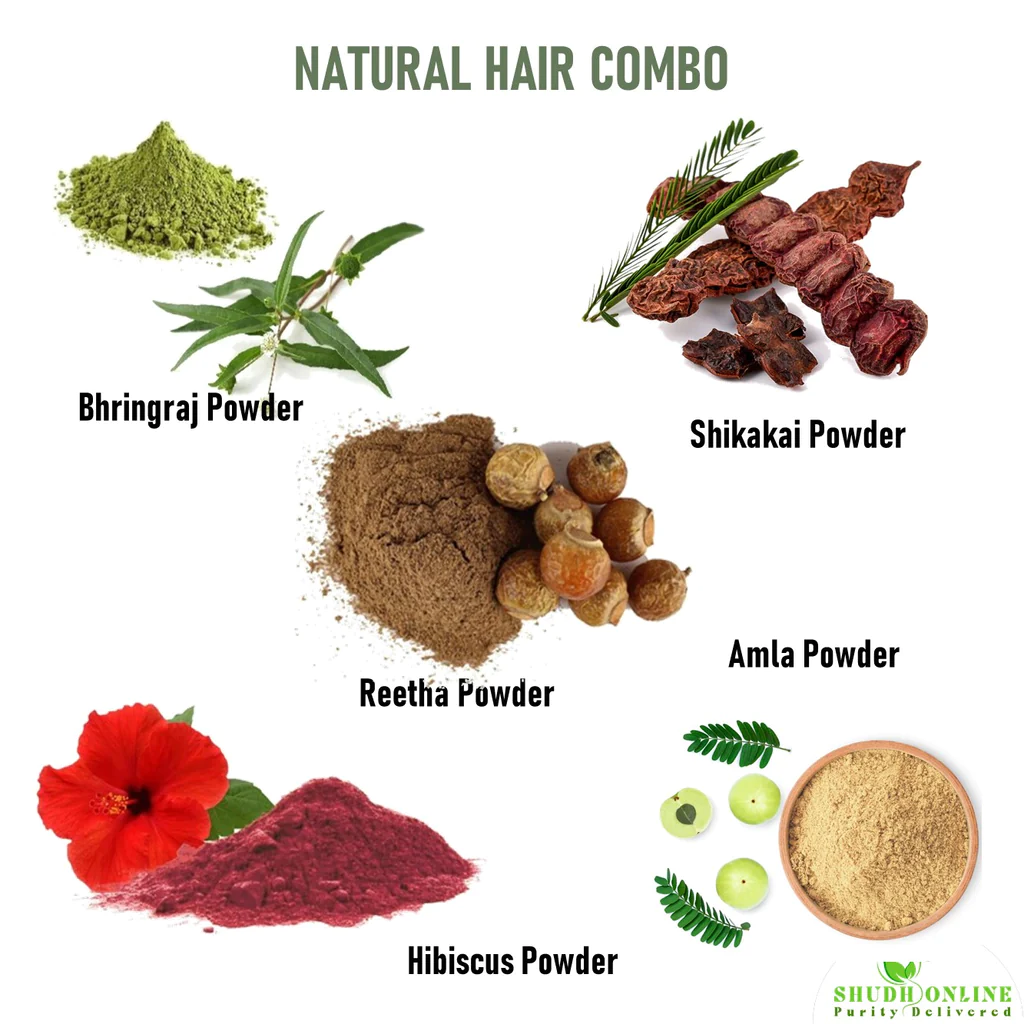 NATURAL HAIR COMBO
Bhringraj Powder
Shikakai Powder
Reetha Powder
Amla Powder
Hibiscus Powder
SHUDH ONLINE
Purity Delivered